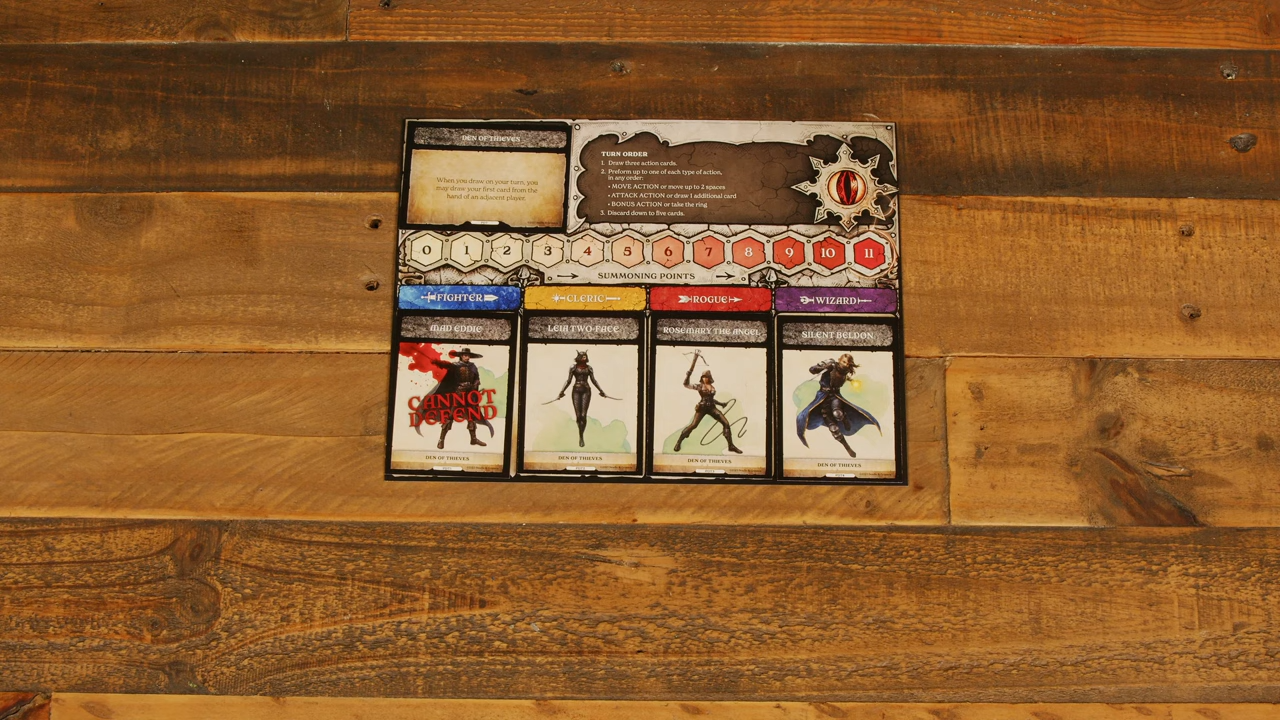 DEN OF THIEVES
When you draw on your turn, you
may draw your first card from the
hand of an adjacent player.
TURN ORDER
1. Draw three action cards.
2. Preform up to one of each type of action,
in any order:
• MOVE ACTION or move up to 2 spaces
• ATTACK ACTION or draw 1 additional card
• BONUS ACTION or take the ring
3. Discard down to five cards.
0 1 2 3 4 5 6 7 8 9 10 11
SUMMONING POINTS
FIGHTER
CLERIC
ROGUE
WIZARD
MAD EDDIE
LEIA TWO-FACE
ROSEMARY THE ANGEL
SILENT BELDON
CANNOT
DEFEND
DEN OF THIEVES
DEN OF THIEVES
DEN OF THIEVES
DEN OF THIEVES